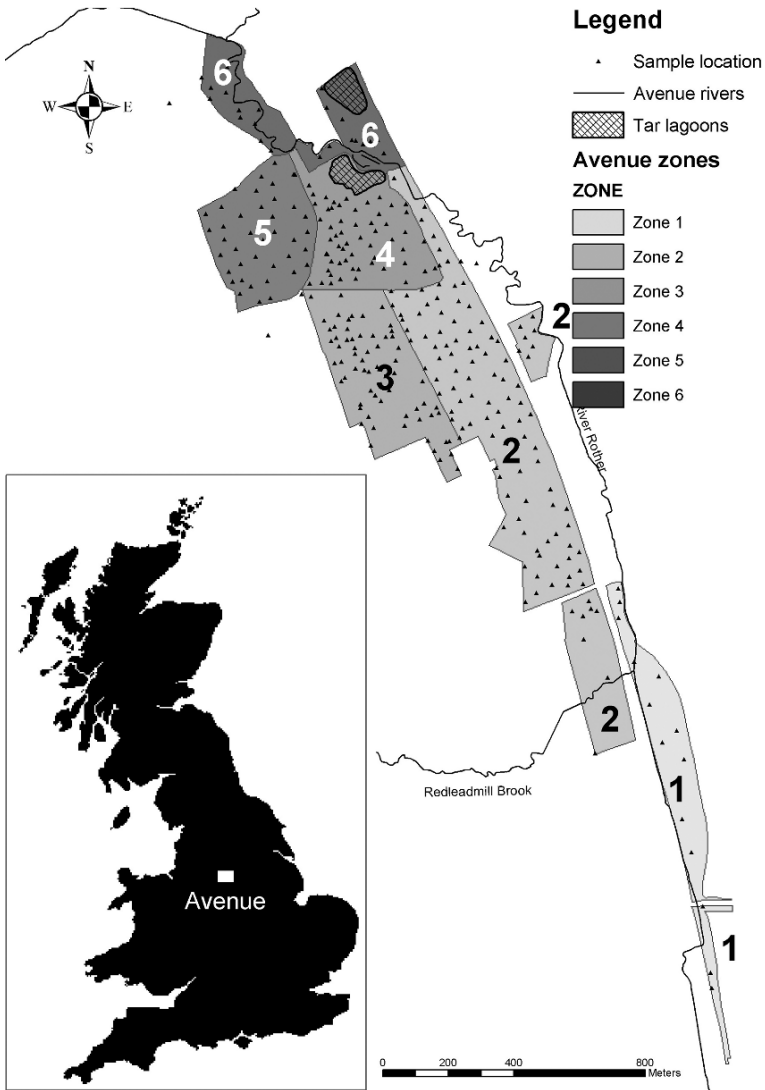 Legend
Sample location
Avenue rivers
Tar lagoons
Avenue zones
ZONE
Zone 1
Zone 2
Zone 3
Zone 4
Zone 5
Zone 6
N
W E
S
6
6
5
4
2
3
2
River Rother
2
1
Redleadmill Brook
1
Avenue
0 200 400 800
Meters